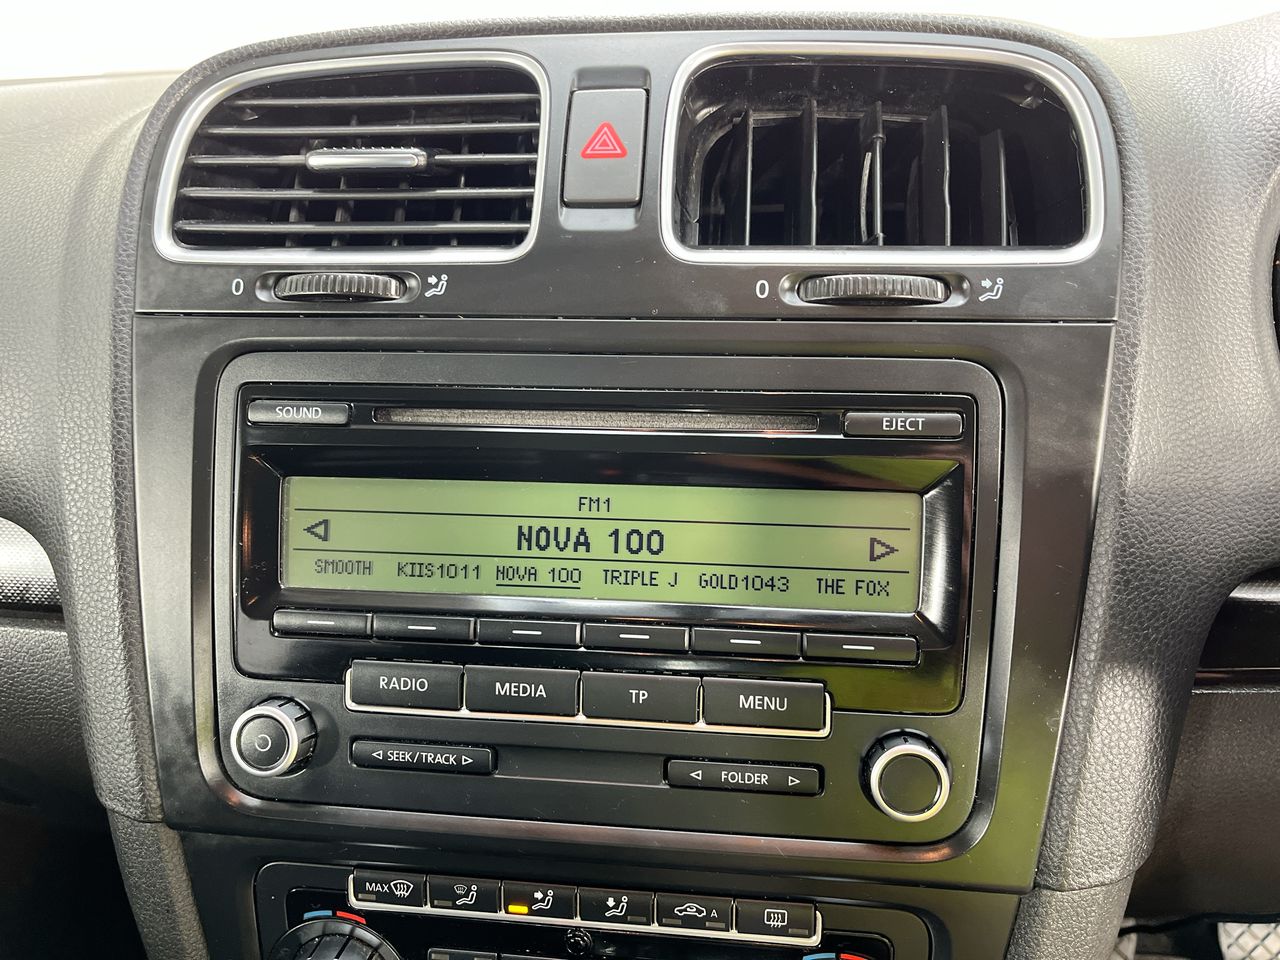 0 0
SOUND EJECT
FM1
NOVA 100
SMOOTH KIIS1011 NOVA 100 TRIPLE J GOLD1043 THE FOX
RADIO MEDIA TP MENU
SEEK/TRACK FOLDER
MAX A